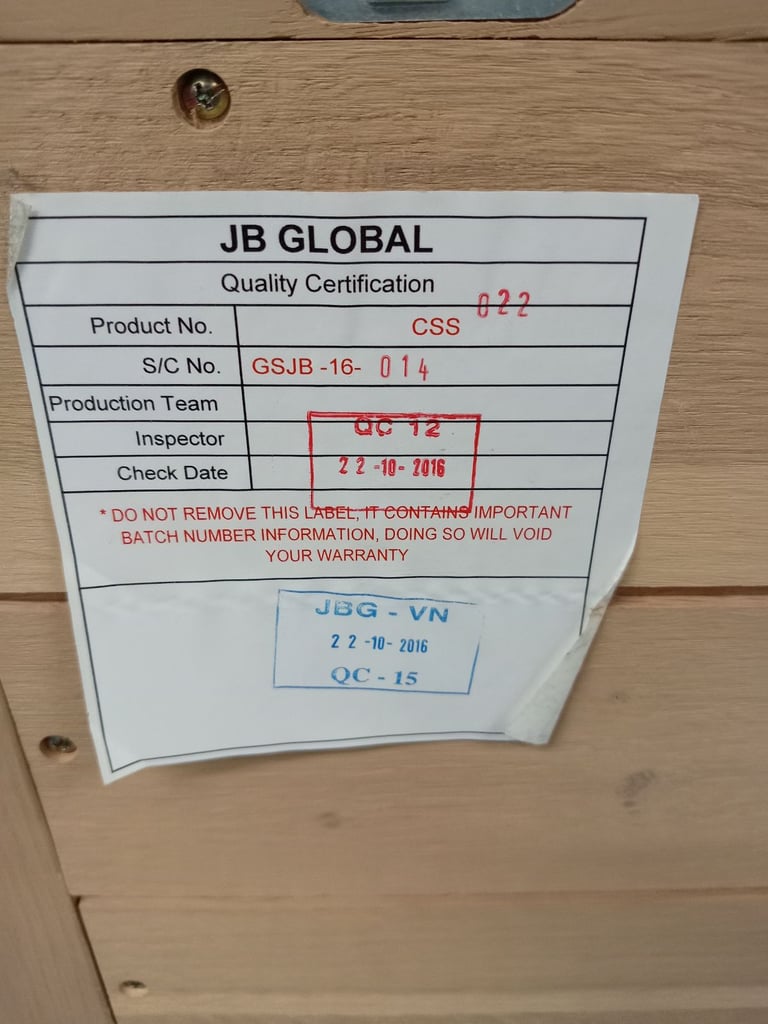 JB GLOBAL
Quality Certification
Product No. CSS 022
S/C No. GSJB -16- 014
Production Team
Inspector QC 12
Check Date 22 -10- 2016
* DO NOT REMOVE THIS LABEL, IT CONTAINS IMPORTANT
BATCH NUMBER INFORMATION, DOING SO WILL VOID
YOUR WARRANTY
JBG - VN
22 -10- 2016
QC - 15